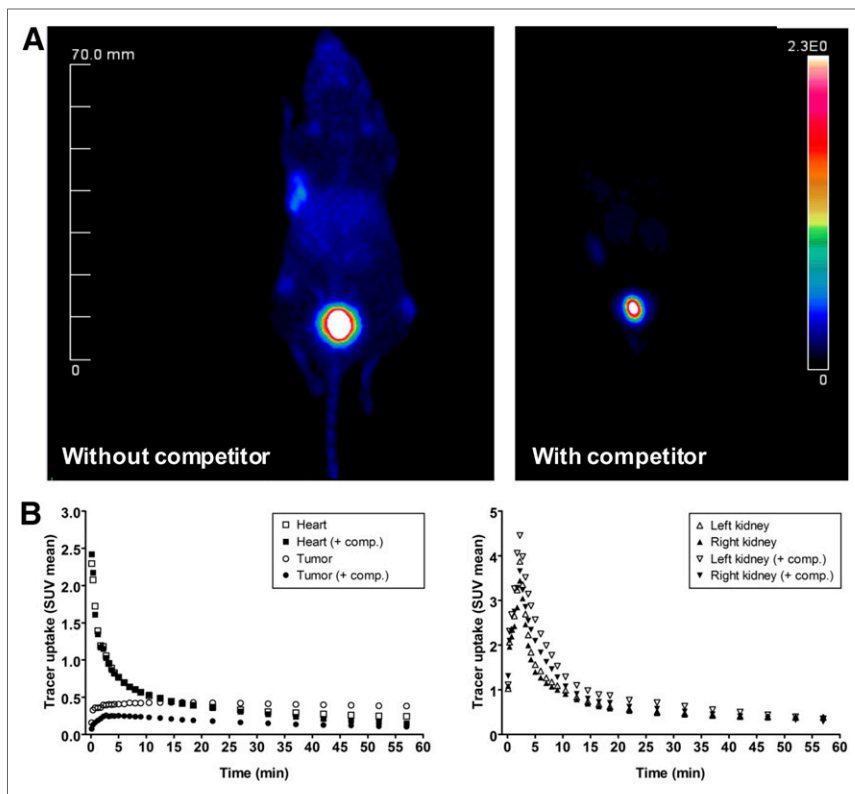 A
70.0 mm
0
Without competitor
2.3E0
0
With competitor
B
Tracer uptake (SUV mean)
3.0
2.5
2.0
1.5
1.0
0.5
0.0
0 5 10 15 20 25 30 35 40 45 50 55 60
Time (min)
Heart
Heart (+ comp.)
Tumor
Tumor (+ comp.)
Tracer uptake (SUV mean)
5
4
3
2
1
0
0 5 10 15 20 25 30 35 40 45 50 55 60
Time (min)
Left kidney
Right kidney
Left kidney (+ comp.)
Right kidney (+ comp.)